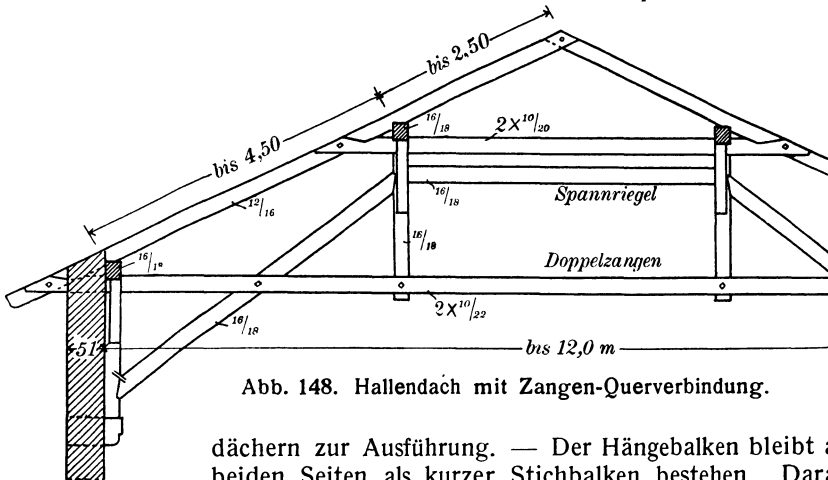 bis 2,50
bis 4,50
16/18
2×10/20
16/18
Spannriegel
12/16
16/18
Doppelzangen
2×10/22
16/18
51
bis 12,0 m
Abb. 148. Hallendach mit Zangen-Querverbindung.
dächern zur Ausführung. — Der Hängebalken bleibt
beiden Seiten als kurzer Stichbalken bestehen